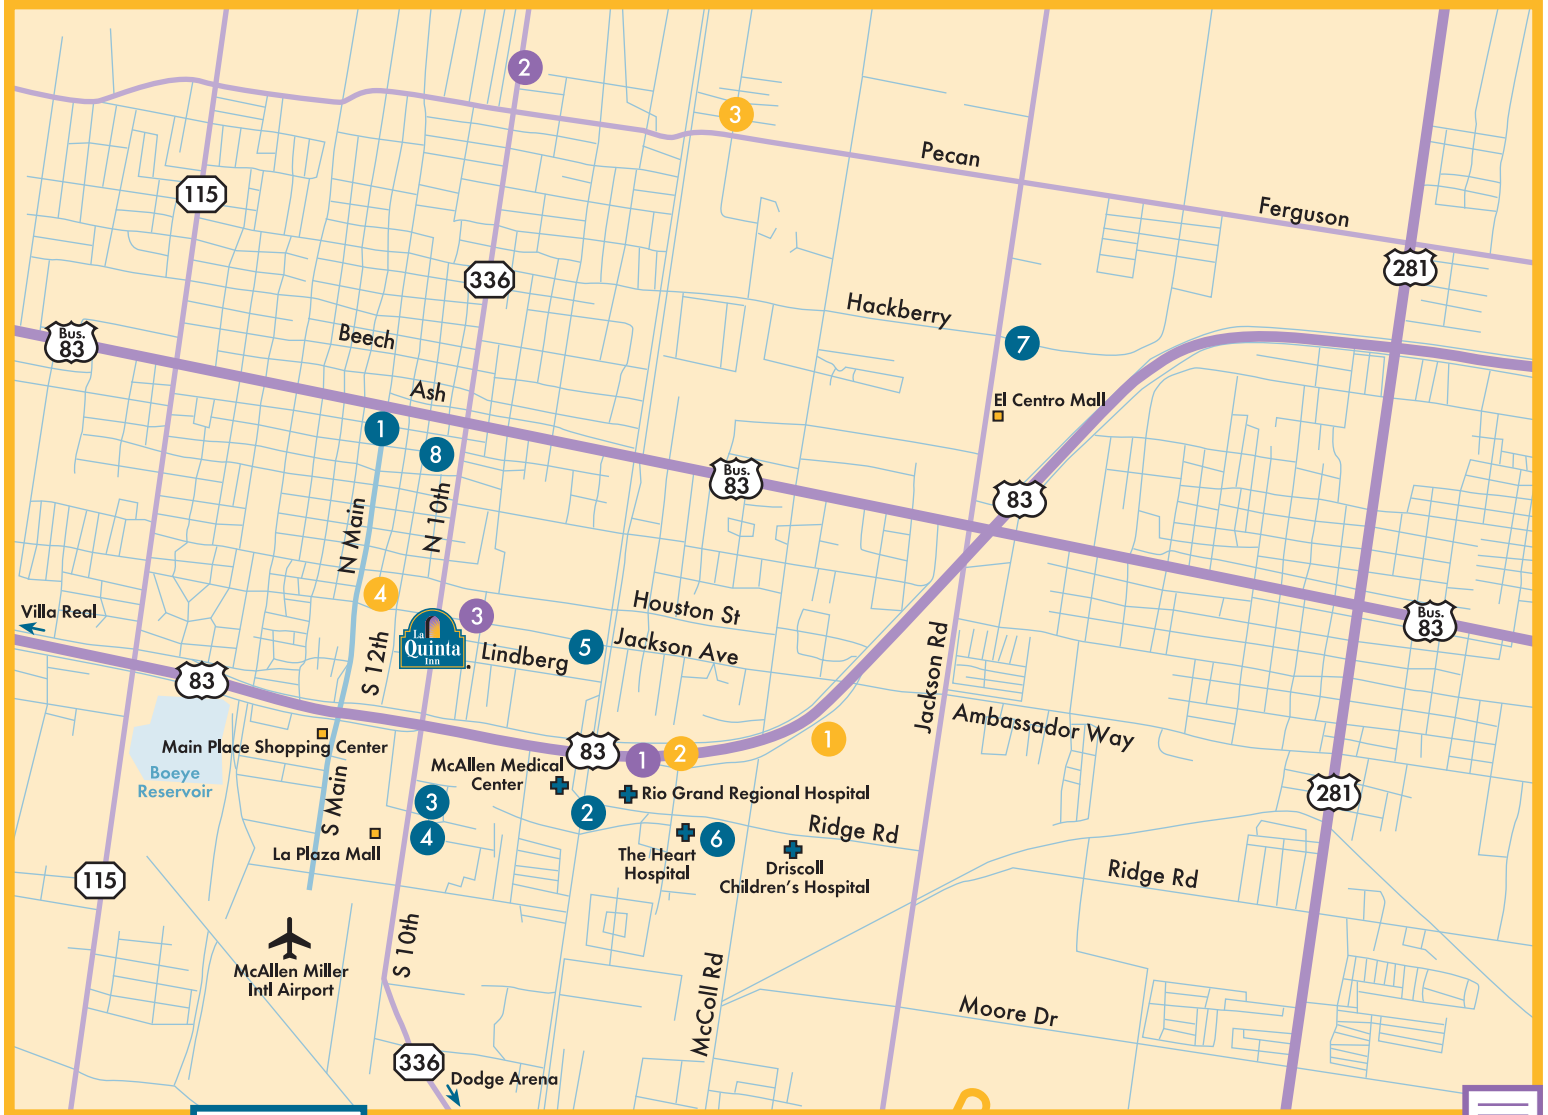 2
3
Pecan
115
Ferguson
336
281
Hackberry
Bus.
83
Beech
7
Ash
El Centro Mall
1
8
Bus.
83
83
N Main
N 10th
4
Villa Real
3
Houston St
Bus.
83
La
Quinta
Inn
Lindberg
5
Jackson Ave
S 12th
83
Jackson Rd
Ambassador Way
Main Place Shopping Center
83
1
2
1
Boeye
Reservoir
McAllen Medical
Center
Rio Grand Regional Hospital
281
S Main
3
2
4
6
Ridge Rd
La Plaza Mall
The Heart
Hospital
Driscoll
Children's Hospital
Ridge Rd
115
S 10th
McAllen Miller
Intl Airport
McColl Rd
Moore Dr
336
Dodge Arena